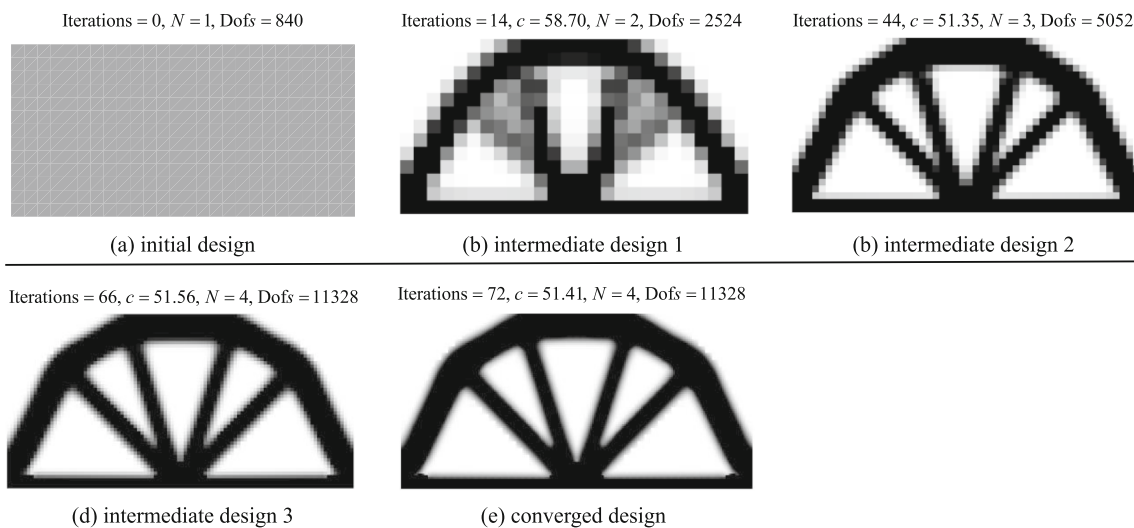 Iterations = 0, N = 1, Dofs = 840
Iterations = 14, c = 58.70, N = 2, Dofs = 2524
Iterations = 44, c = 51.35, N = 3, Dofs = 5052
(a) initial design
(b) intermediate design 1
(b) intermediate design 2
Iterations = 66, c = 51.56, N = 4, Dofs = 11328
Iterations = 72, c = 51.41, N = 4, Dofs = 11328
(d) intermediate design 3
(e) converged design